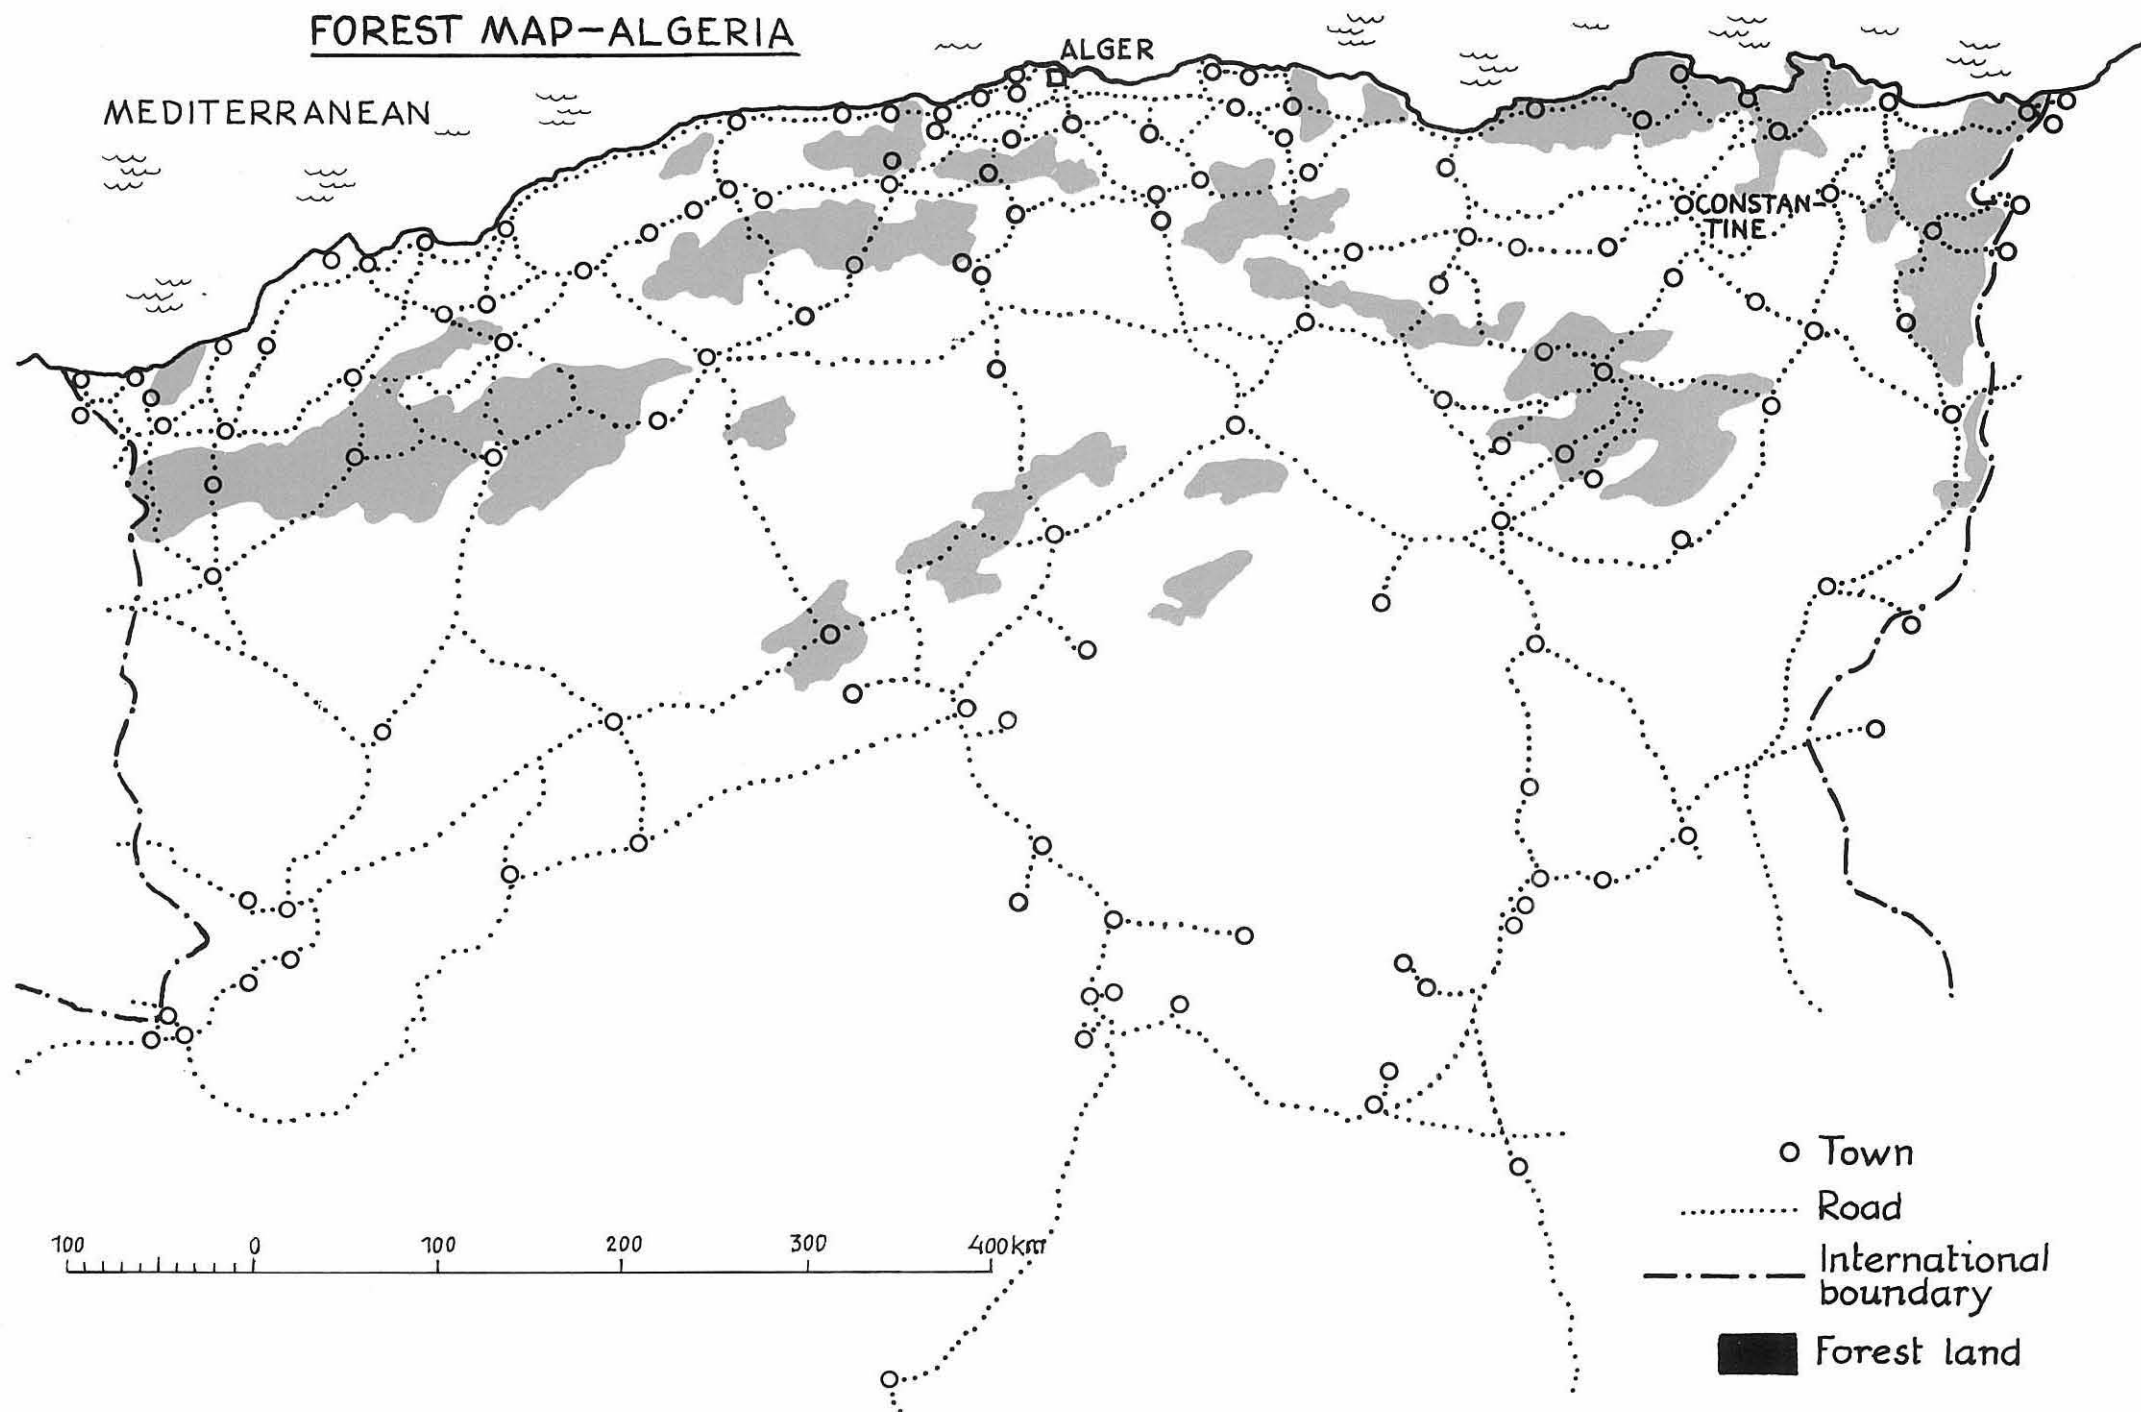 FOREST MAP-ALGERIA
ALGER
MEDITERRANEAN
CONSTAN-
TINE
Town
Road
International
boundary
Forest land
100 0 100 200 300 400km